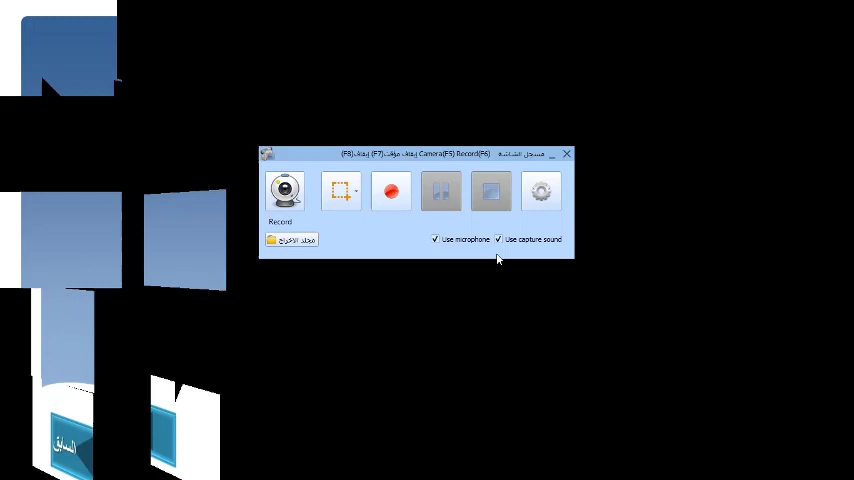 مسجل الشاشة Camera(F5) Record(F6) إيقاف مؤقت(F7) إيقاف(F8)
Record
مجلد الاخراج
Use microphone
Use capture sound
السابق